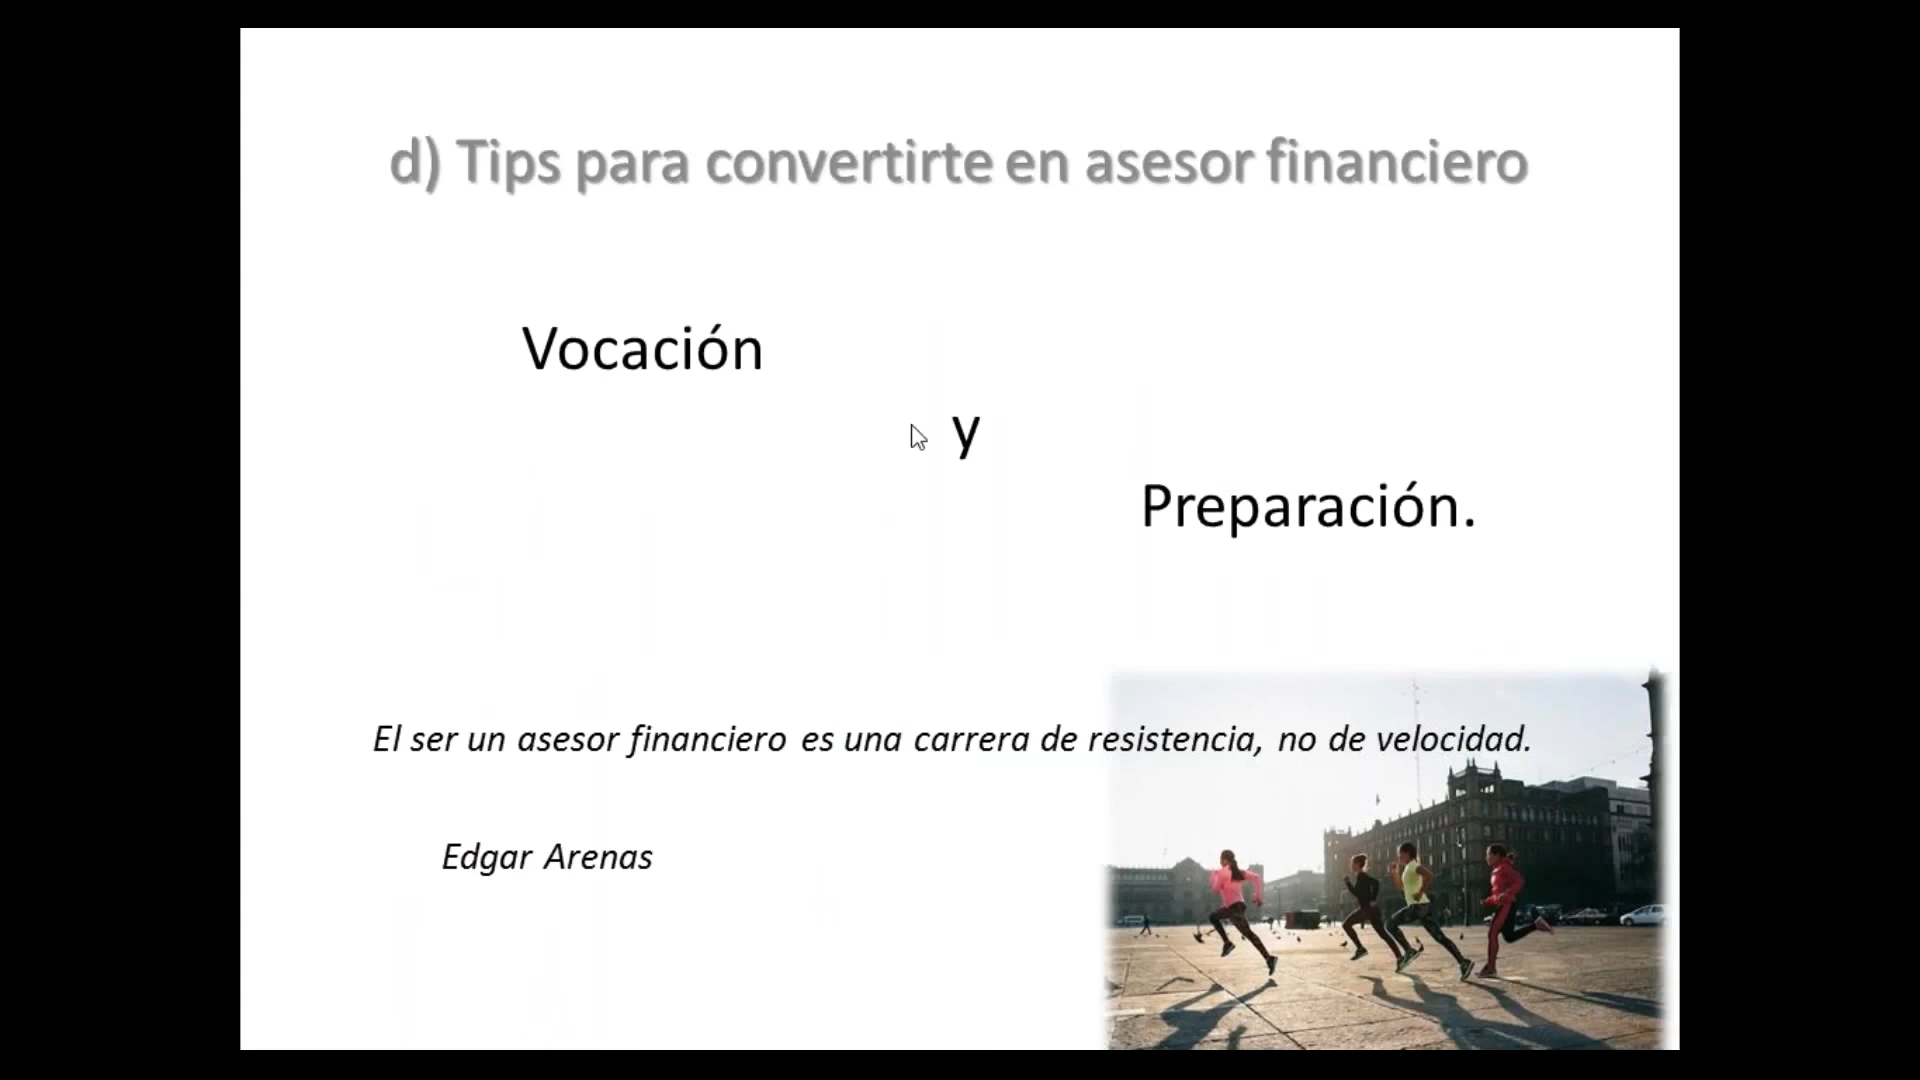 d) Tips para convertirte en asesor financiero
Vocación
y
Preparación.
El ser un asesor financiero es una carrera de resistencia, no de velocidad.
Edgar Arenas